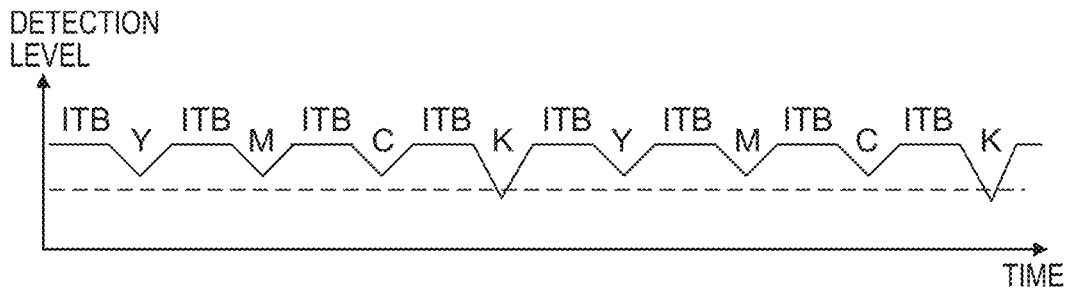 DETECTION
LEVEL
ITB Y ITB M ITB C ITB K ITB Y ITB M ITB C ITB K
TIME